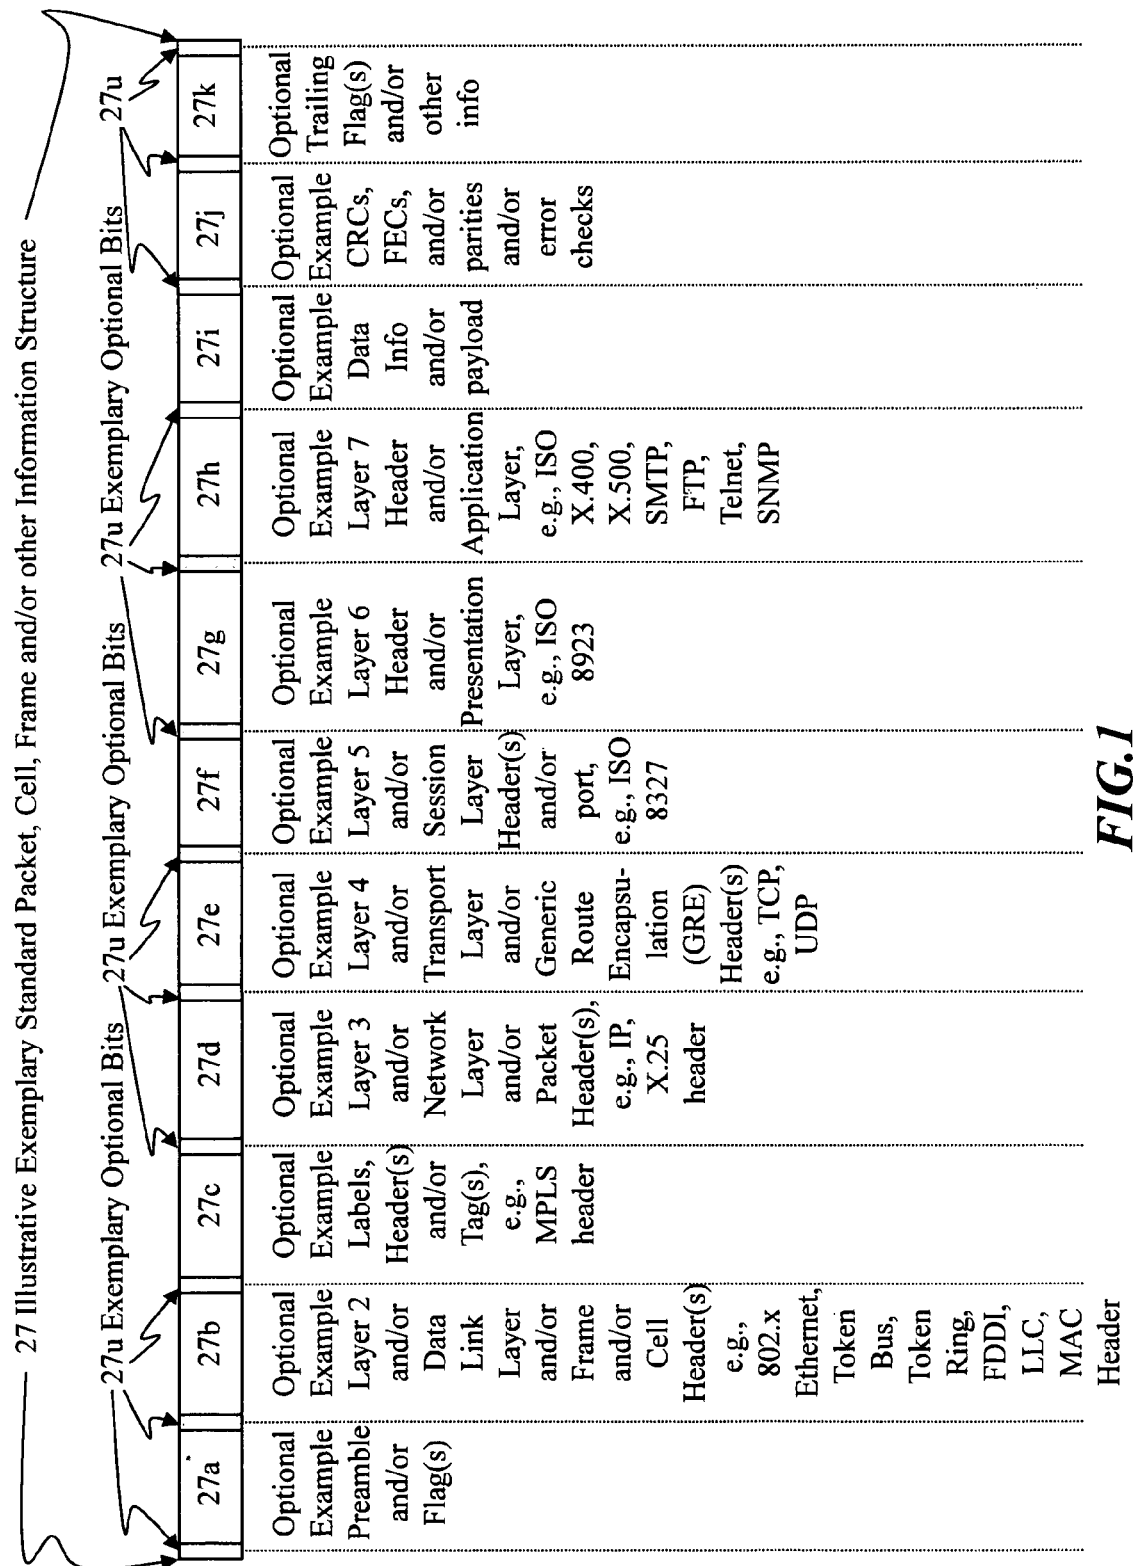 27 Illustrative Exemplary Standard Packet, Cell, Frame and/or other Information Structure
27u Exemplary Optional Bits
27u Exemplary Optional Bits
27u Exemplary Optional Bits
27u Exemplary Optional Bits
27u Exemplary Optional Bits
27u
27a
27b
27c
27d
27e
27f
27g
27h
27i
27j
27k
Optional
Example
Preamble
and/or
Flag(s)
Optional
Example
Layer 2
and/or
Data
Link
Layer
and/or
Frame
and/or
Cell
Header(s)
e.g.,
802.x
Ethernet,
Token
Bus,
Token
Ring,
FDDI,
LLC,
MAC
Header
Optional
Example
Labels,
Header(s)
and/or
Tag(s),
e.g.,
MPLS
header
Optional
Example
Layer 3
and/or
Network
Layer
and/or
Packet
Header(s),
e.g., IP,
X.25
header
Optional
Example
Layer 4
and/or
Transport
Layer
and/or
Generic
Route
Encapsu-
lation
(GRE)
Header(s)
e.g., TCP,
UDP
Optional
Example
Layer 5
and/or
Session
Layer
Header(s)
and/or
port,
e.g., ISO
8327
Optional
Example
Layer 6
Header
and/or
Presentation
Layer,
e.g., ISO
8923
Optional
Example
Layer 7
Header
and/or
Application
Layer,
e.g., ISO
X.400,
X.500,
SMTP,
FTP,
Telnet,
SNMP
Optional
Example
Data
Info
and/or
payload
Optional
Example
CRCs,
FECs,
and/or
parities
and/or
error
checks
Optional
Trailing
Flag(s)
and/or
other
info
FIG.1